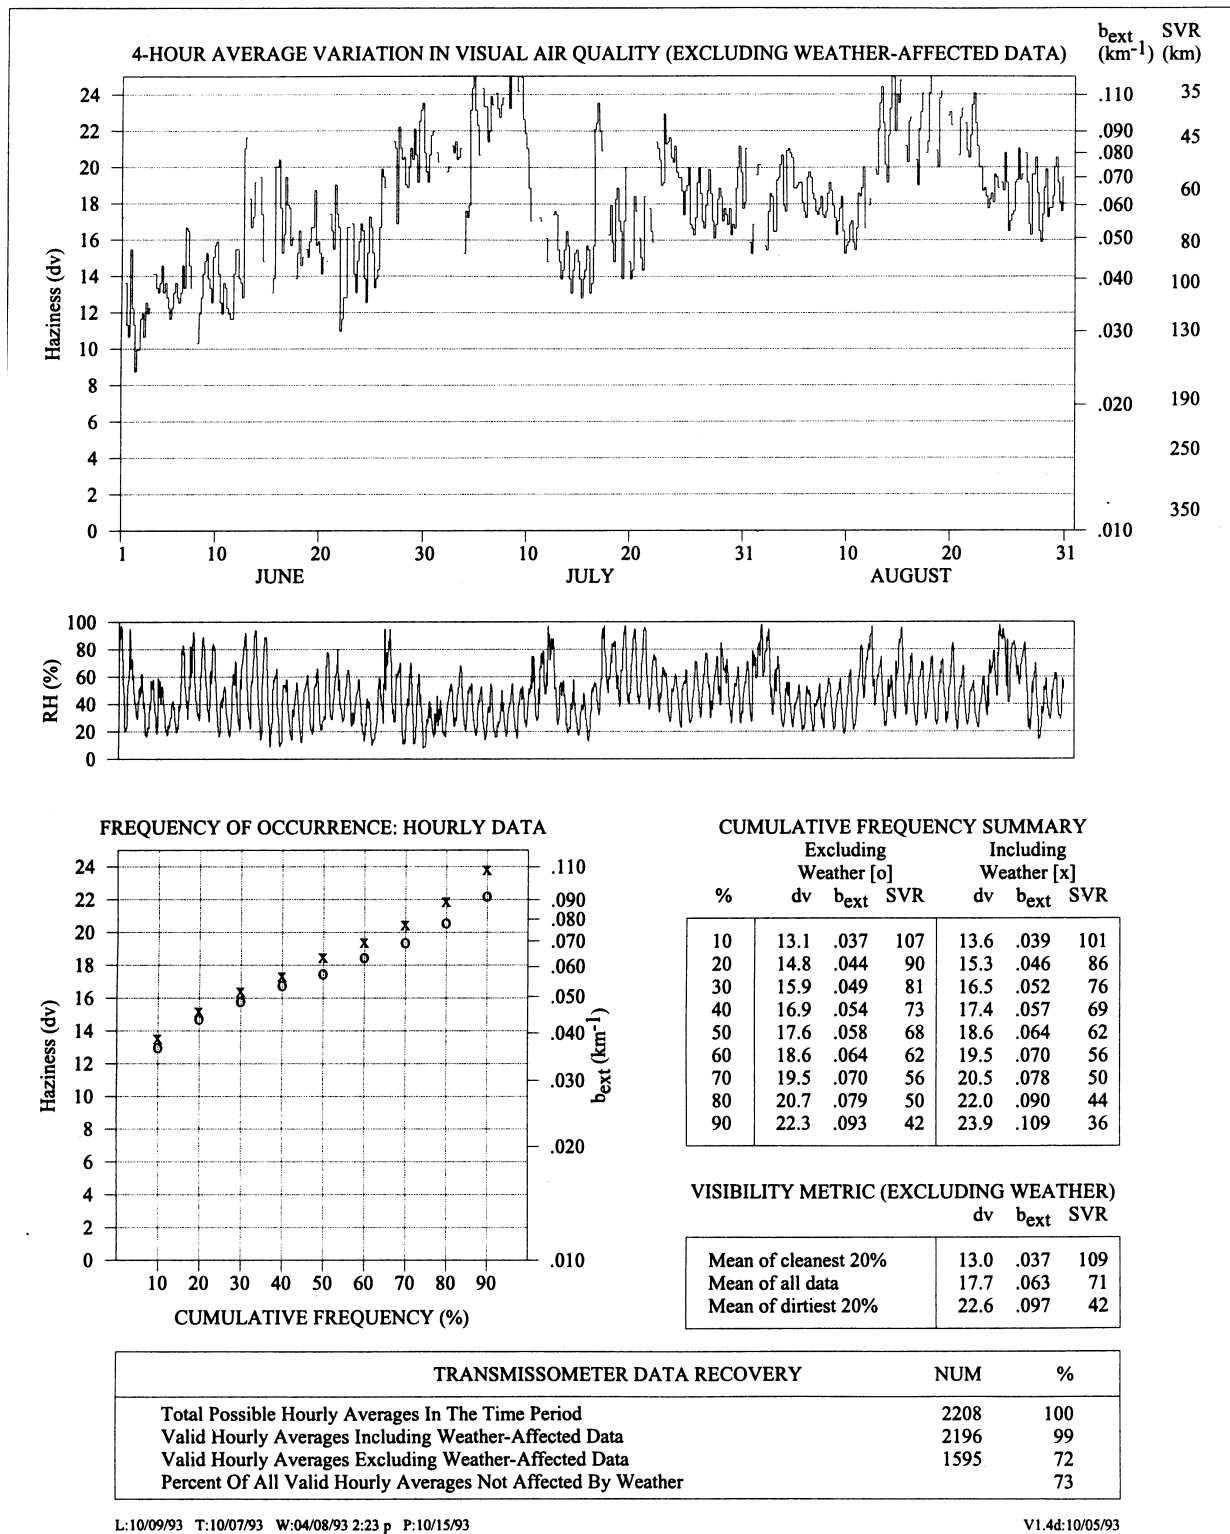 b_ext SVR
4-HOUR AVERAGE VARIATION IN VISUAL AIR QUALITY (EXCLUDING WEATHER-AFFECTED DATA) (km⁻¹) (km)
24 .110 35
22 .090 45
20 .080
.070
18 .060 60
16 .050 80
14 .040 100
12 .030 130
10
8 .020 190
6
4 250
2 350
0 .010
Haziness (dv)
1 10 20 30 10 20 31 10 20 31
JUNE JULY AUGUST
RH (%)
100
80
60
40
20
0
FREQUENCY OF OCCURRENCE: HOURLY DATA
Haziness (dv)
24 .110
22 .090
20 .080
.070
18 .060
16 .050
14 .040
12 .030
10
8 .020
6
4
2
0 .010
b_ext (km⁻¹)
10 20 30 40 50 60 70 80 90
CUMULATIVE FREQUENCY (%)
CUMULATIVE FREQUENCY SUMMARY
Excluding Including
Weather [o] Weather [x]
% dv b_ext SVR dv b_ext SVR
10 13.1 .037 107 13.6 .039 101
20 14.8 .044 90 15.3 .046 86
30 15.9 .049 81 16.5 .052 76
40 16.9 .054 73 17.4 .057 69
50 17.6 .058 68 18.6 .064 62
60 18.6 .064 62 19.5 .070 56
70 19.5 .070 56 20.5 .078 50
80 20.7 .079 50 22.0 .090 44
90 22.3 .093 42 23.9 .109 36
VISIBILITY METRIC (EXCLUDING WEATHER)
dv b_ext SVR
Mean of cleanest 20% 13.0 .037 109
Mean of all data 17.7 .063 71
Mean of dirtiest 20% 22.6 .097 42
TRANSMISSOMETER DATA RECOVERY NUM %
Total Possible Hourly Averages In The Time Period 2208 100
Valid Hourly Averages Including Weather-Affected Data 2196 99
Valid Hourly Averages Excluding Weather-Affected Data 1595 72
Percent Of All Valid Hourly Averages Not Affected By Weather 73
L:10/09/93 T:10/07/93 W:04/08/93 2:23 p P:10/15/93 V1.4d:10/05/93